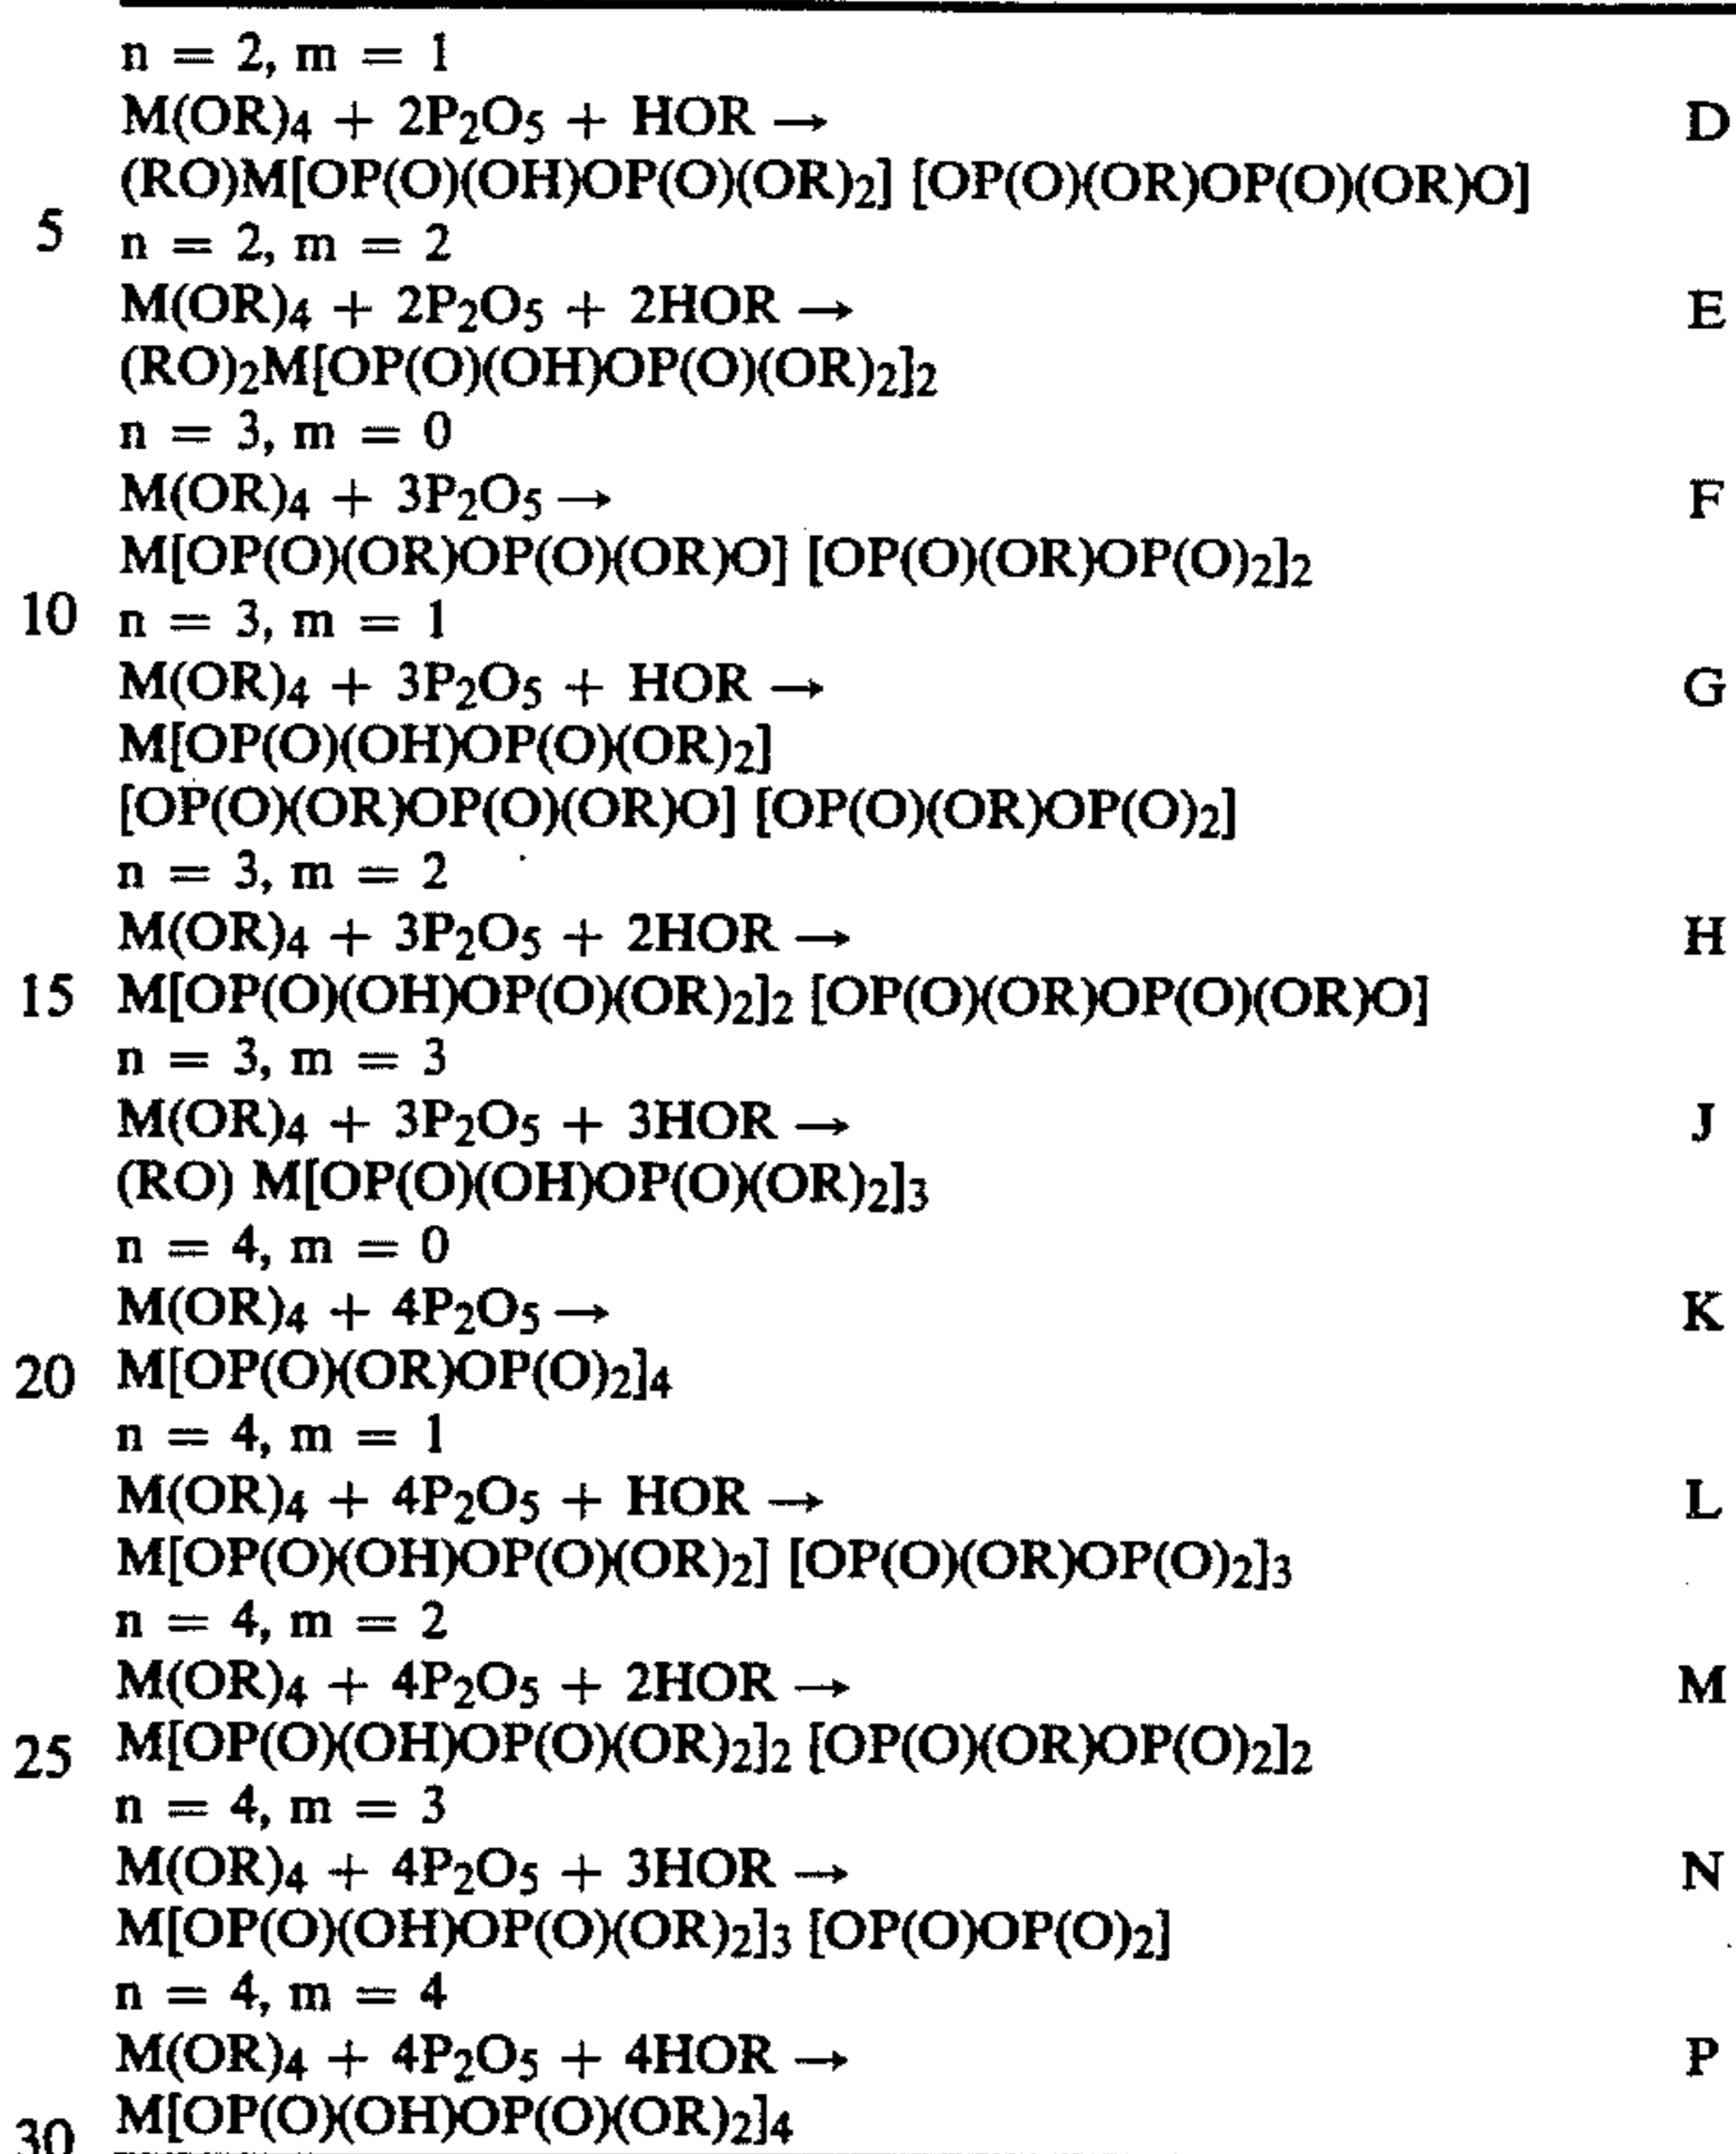 n = 2, m = 1
M(OR)₄ + 2P₂O₅ + HOR → D
(RO)M[OP(O)(OH)OP(O)(OR)₂] [OP(O)(OR)OP(O)(OR)O]
5 n = 2, m = 2
M(OR)₄ + 2P₂O₅ + 2HOR → E
(RO)₂M[OP(O)(OH)OP(O)(OR)₂]₂
n = 3, m = 0
M(OR)₄ + 3P₂O₅ → F
M[OP(O)(OR)OP(O)(OR)O] [OP(O)(OR)OP(O)₂]₂
10 n = 3, m = 1
M(OR)₄ + 3P₂O₅ + HOR → G
M[OP(O)(OH)OP(O)(OR)₂]
[OP(O)(OR)OP(O)(OR)O] [OP(O)(OR)OP(O)₂]
n = 3, m = 2
M(OR)₄ + 3P₂O₅ + 2HOR → H
15 M[OP(O)(OH)OP(O)(OR)₂]₂ [OP(O)(OR)OP(O)(OR)O]
n = 3, m = 3
M(OR)₄ + 3P₂O₅ + 3HOR → J
(RO) M[OP(O)(OH)OP(O)(OR)₂]₃
n = 4, m = 0
M(OR)₄ + 4P₂O₅ → K
20 M[OP(O)(OR)OP(O)₂]₄
n = 4, m = 1
M(OR)₄ + 4P₂O₅ + HOR → L
M[OP(O)(OH)OP(O)(OR)₂] [OP(O)(OR)OP(O)₂]₃
n = 4, m = 2
M(OR)₄ + 4P₂O₅ + 2HOR → M
25 M[OP(O)(OH)OP(O)(OR)₂]₂ [OP(O)(OR)OP(O)₂]₂
n = 4, m = 3
M(OR)₄ + 4P₂O₅ + 3HOR → N
M[OP(O)(OH)OP(O)(OR)₂]₃ [OP(O)OP(O)₂]
n = 4, m = 4
M(OR)₄ + 4P₂O₅ + 4HOR → P
30 M[OP(O)(OH)OP(O)(OR)₂]₄